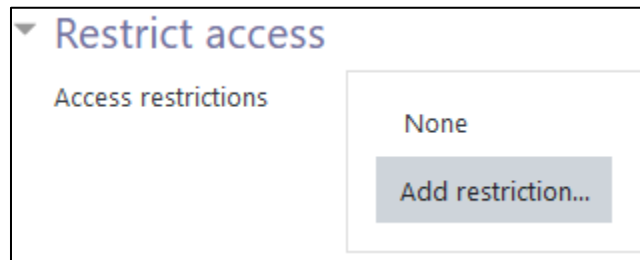 Restrict access
Access restrictions
None
Add restriction...